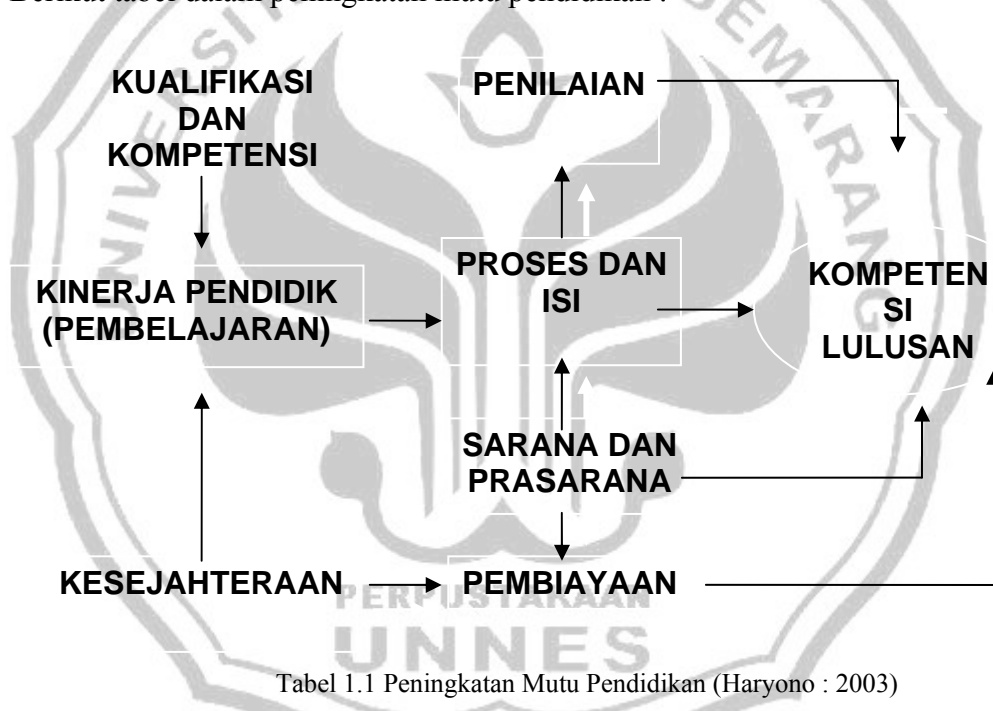 Berikut tabel dalam peningkatan mutu pendidikan :
KUALIFIKASI
DAN
KOMPETENSI
PENILAIAN
KINERJA PENDIDIK
(PEMBELAJARAN)
PROSES DAN
ISI
KOMPETEN
SI
LULUSAN
SARANA DAN
PRASARANA
KESEJAHTERAAN
PEMBIAYAAN
PERPUSTAKAAN
UNNES
Tabel 1.1 Peningkatan Mutu Pendidikan (Haryono : 2003)